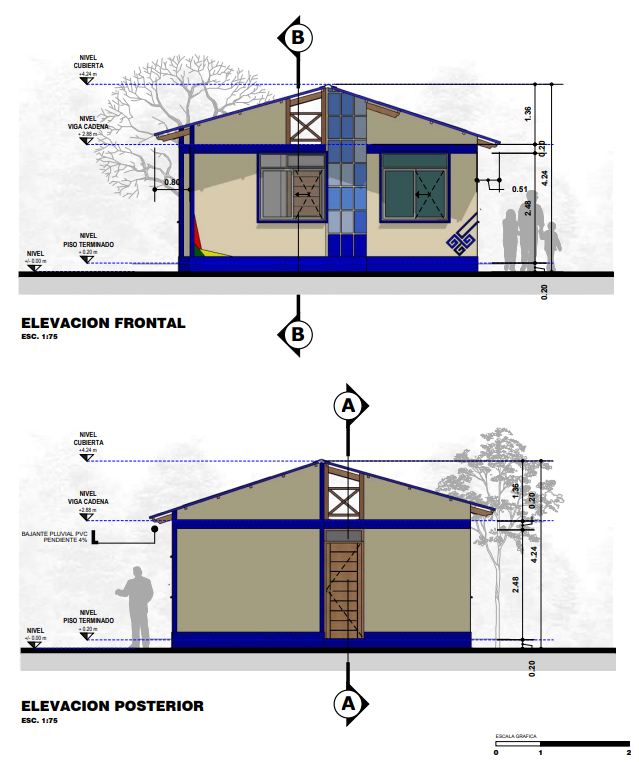 B
NIVEL
CUBIERTA
+4.24 m
NIVEL
VIGA CADENA
+ 2.88 m
1.36
0.20
4.24
0.80
0.51
2.48
NIVEL
PISO TERMINADO
+ 0.20 m
NIVEL
+/- 0.00 m
0.20
ELEVACION FRONTAL
ESC. 1:75
B
A
NIVEL
CUBIERTA
+4.24 m
NIVEL
VIGA CADENA
+2.88 m
1.36
0.20
BAJANTE PLUVIAL PVC
PENDIENTE 4%
4.24
2.48
NIVEL
PISO TERMINADO
+ 0.20 m
NIVEL
+/- 0.00 m
0.20
ELEVACION POSTERIOR
ESC. 1:75
A
ESCALA GRAFICA
0 1 2